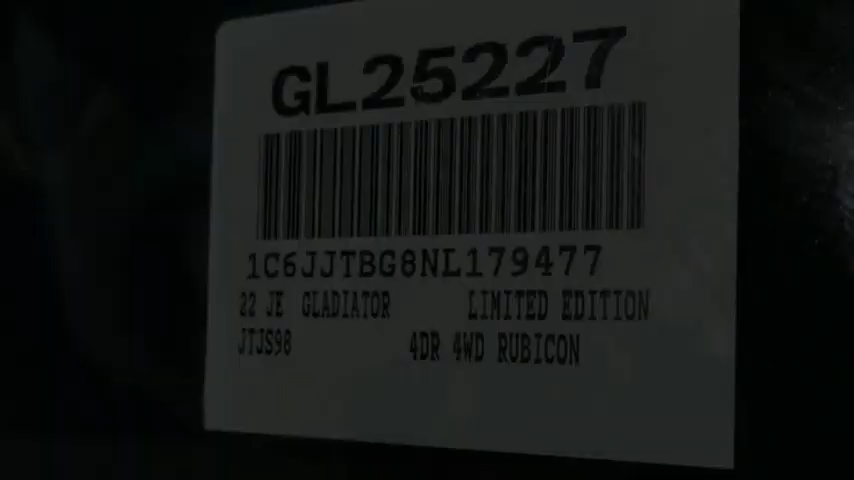 GL25227
1C6JJTBG8NL179477
22 JE GLADIATOR LIMITED EDITION
JTJS98 4DR 4WD RUBICON